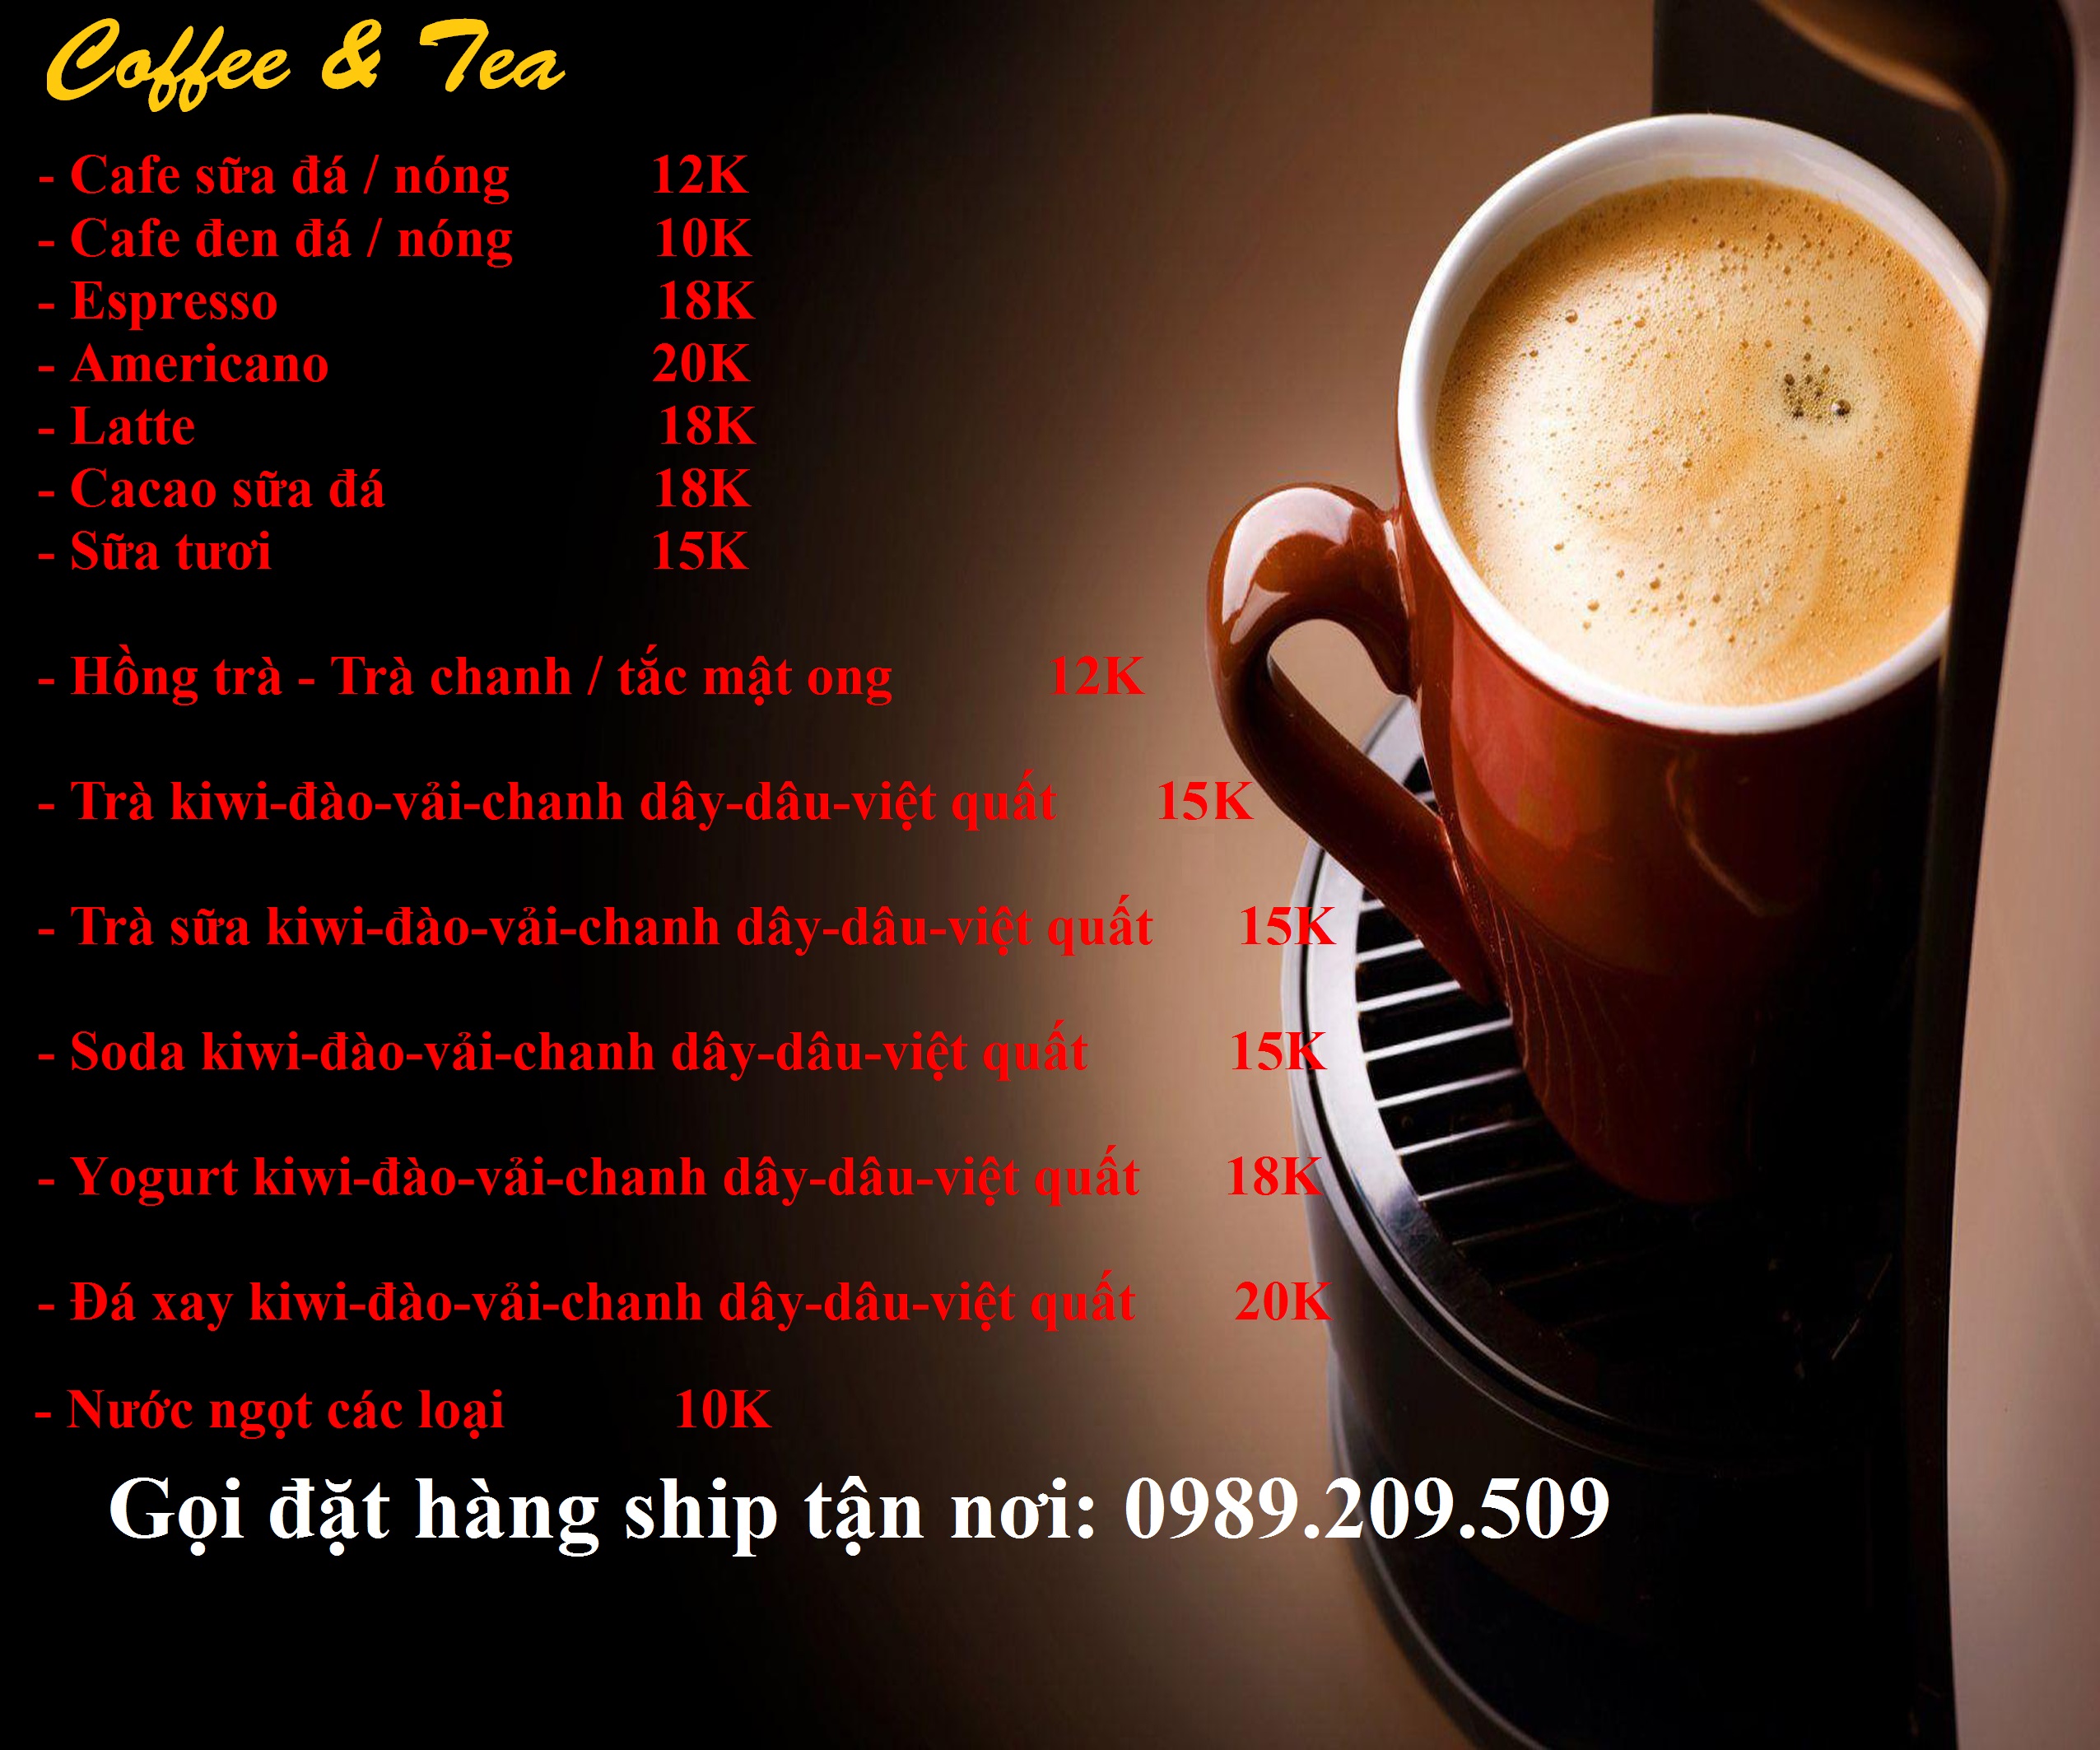 Coffee & Tea
- Cafe sữa đá / nóng 12K
- Cafe đen đá / nóng 10K
- Espresso 18K
- Americano 20K
- Latte 18K
- Cacao sữa đá 18K
- Sữa tươi 15K
- Hồng trà - Trà chanh / tắc mật ong 12K
- Trà kiwi-đào-vải-chanh dây-dâu-việt quất 15K
- Trà sữa kiwi-đào-vải-chanh dây-dâu-việt quất 15K
- Soda kiwi-đào-vải-chanh dây-dâu-việt quất 15K
- Yogurt kiwi-đào-vải-chanh dây-dâu-việt quất 18K
- Đá xay kiwi-đào-vải-chanh dây-dâu-việt quất 20K
- Nước ngọt các loại 10K
Gọi đặt hàng ship tận nơi: 0989.209.509